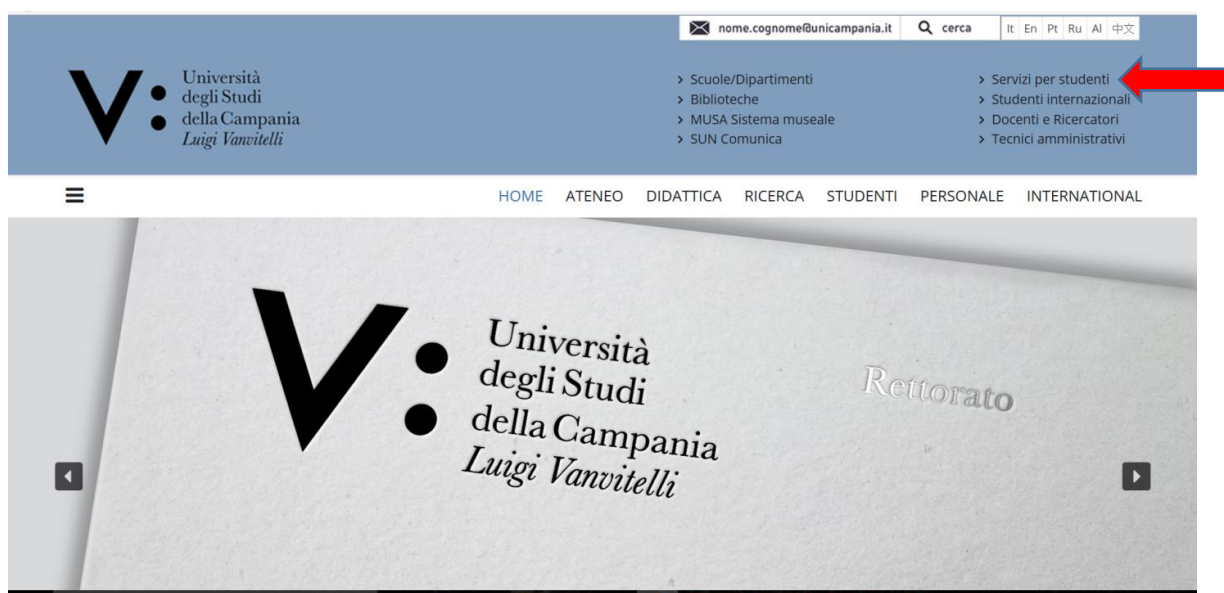 nome.cognome@unicampania.it
cerca
It En Pt Ru Al 中文
V:
Università
degli Studi
della Campania
Luigi Vanvitelli
> Scuole/Dipartimenti
> Biblioteche
> MUSA Sistema museale
> SUN Comunica
> Servizi per studenti
> Studenti internazionali
> Docenti e Ricercatori
> Tecnici amministrativi
HOME ATENEO DIDATTICA RICERCA STUDENTI PERSONALE INTERNATIONAL
V:
Università
degli Studi
della Campania
Luigi Vanvitelli
Rettorato